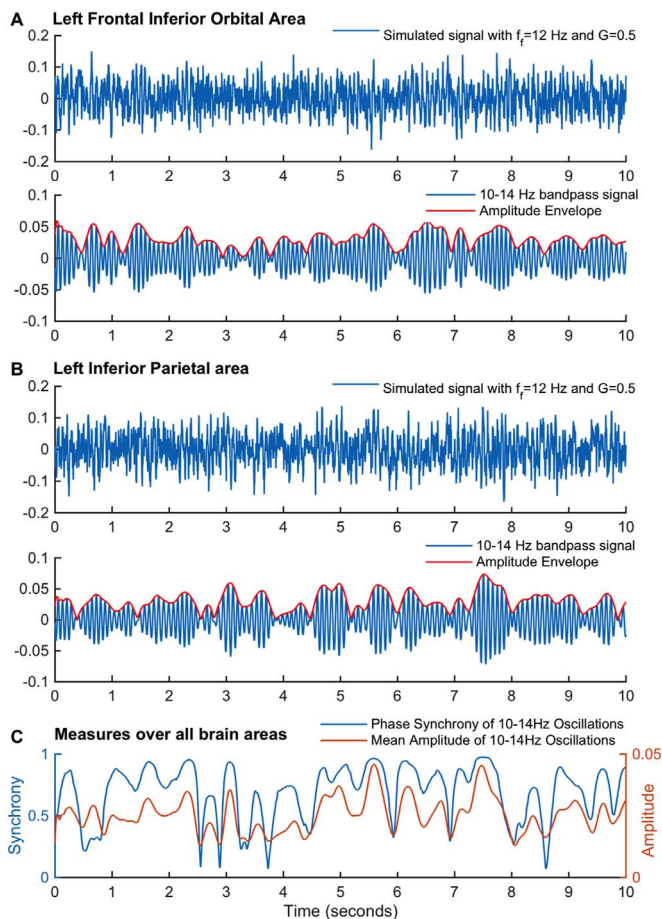 A Left Frontal Inferior Orbital Area
Simulated signal with f_f=12 Hz and G=0.5
0.2
0.1
0
-0.1
-0.2
0 1 2 3 4 5 6 7 8 9 10
10-14 Hz bandpass signal
Amplitude Envelope
0.1
0.05
0
-0.05
-0.1
0 1 2 3 4 5 6 7 8 9 10
B Left Inferior Parietal area
Simulated signal with f_f=12 Hz and G=0.5
0.2
0.1
0
-0.1
-0.2
0 1 2 3 4 5 6 7 8 9 10
10-14 Hz bandpass signal
Amplitude Envelope
0.1
0.05
0
-0.05
-0.1
0 1 2 3 4 5 6 7 8 9 10
C Measures over all brain areas
Phase Synchrony of 10-14Hz Oscillations
Mean Amplitude of 10-14Hz Oscillations
1
0.5
0
Synchrony
0.05
0
Amplitude
0 1 2 3 4 5 6 7 8 9 10
Time (seconds)